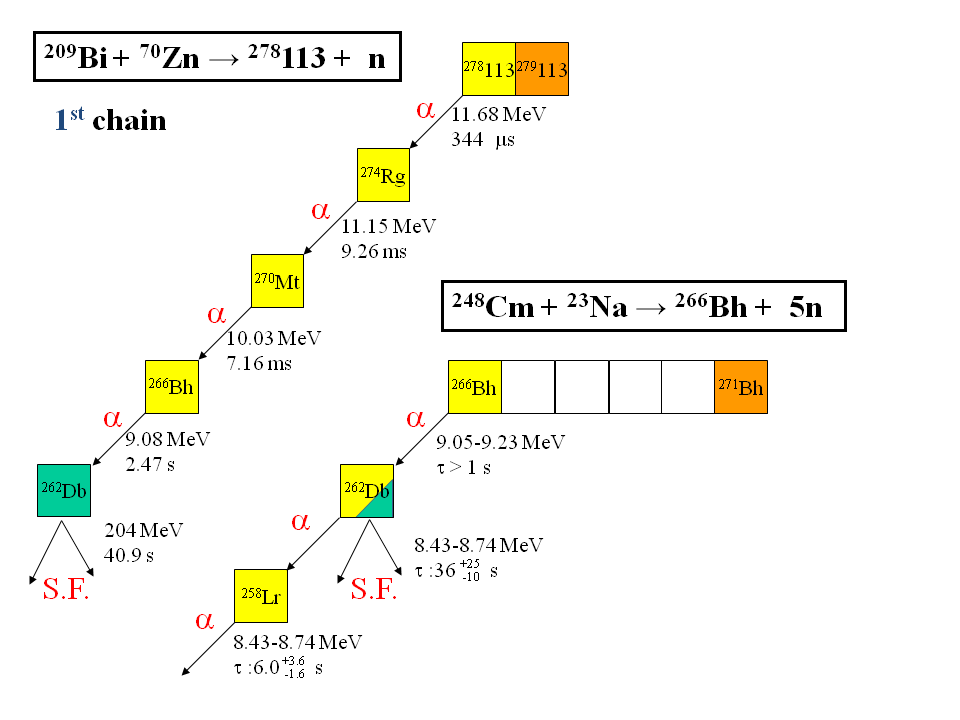 ²⁰⁹Bi + ⁷⁰Zn → ²⁷⁸113 + n
1ˢᵗ chain
²⁷⁸113 ²⁷⁹113
α
11.68 MeV
344 μs
²⁷⁴Rg
α
11.15 MeV
9.26 ms
²⁷⁰Mt
α
10.03 MeV
7.16 ms
²⁶⁶Bh
α
9.08 MeV
2.47 s
²⁶²Db
204 MeV
40.9 s
S.F.
²⁴⁸Cm + ²³Na → ²⁶⁶Bh + 5n
²⁶⁶Bh ²⁷¹Bh
α
9.05-9.23 MeV
τ > 1 s
²⁶²Db
α
8.43-8.74 MeV
τ :36 +25 -10 s
S.F.
²⁵⁸Lr
α
8.43-8.74 MeV
τ :6.0 +3.6 -1.6 s